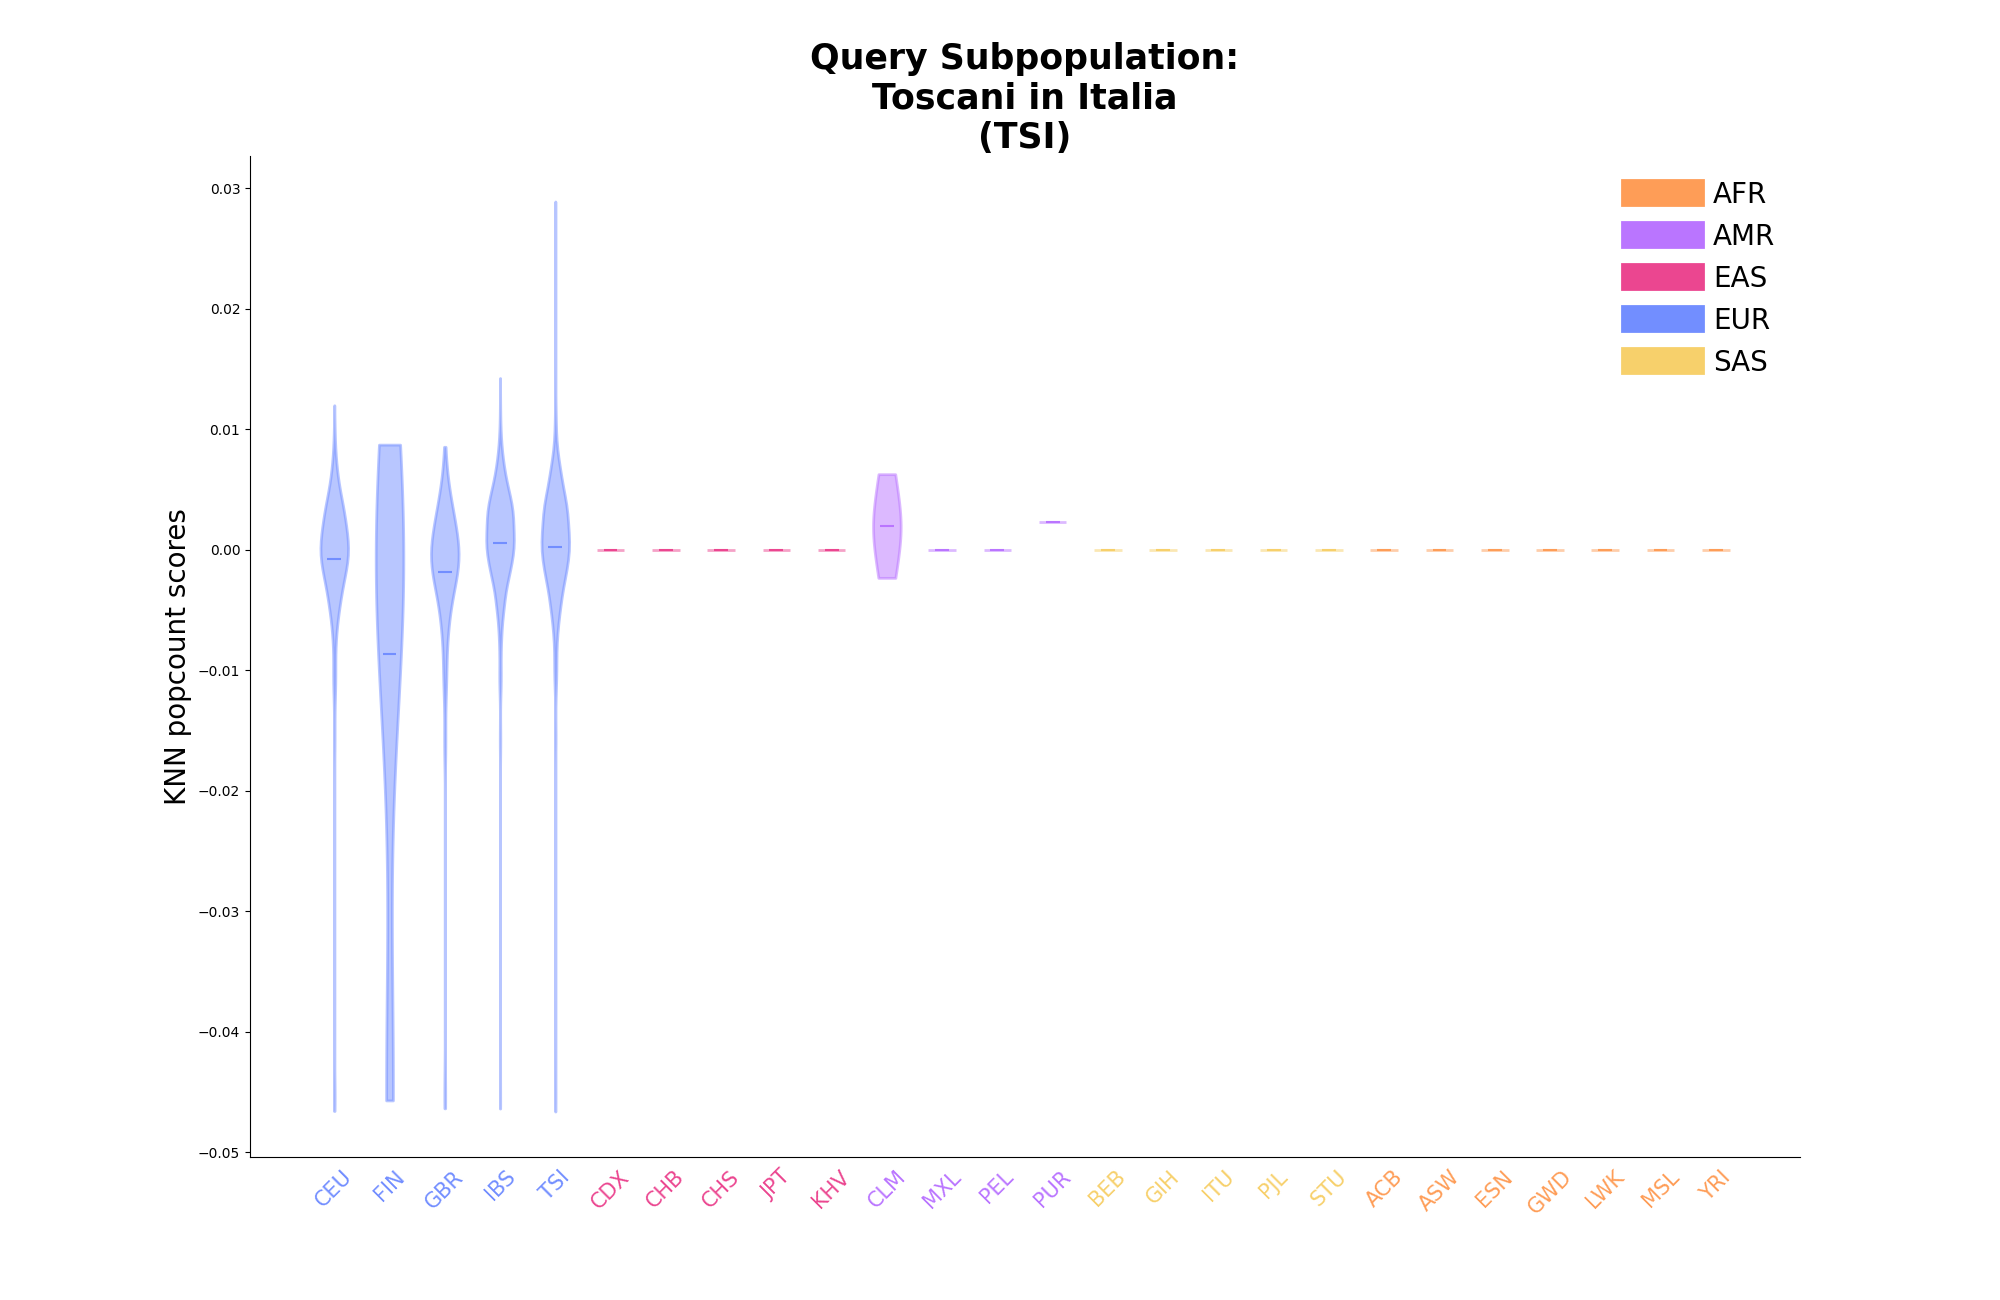 Query Subpopulation:
Toscani in Italia
(TSI)
KNN popcount scores
0.03
0.02
0.01
0.00
−0.01
−0.02
−0.03
−0.04
−0.05
AFR
AMR
EAS
EUR
SAS
CEU
FIN
GBR
IBS
TSI
CDX
CHB
CHS
JPT
KHV
CLM
MXL
PEL
PUR
BEB
GIH
ITU
PJL
STU
ACB
ASW
ESN
GWD
LWK
MSL
YRI